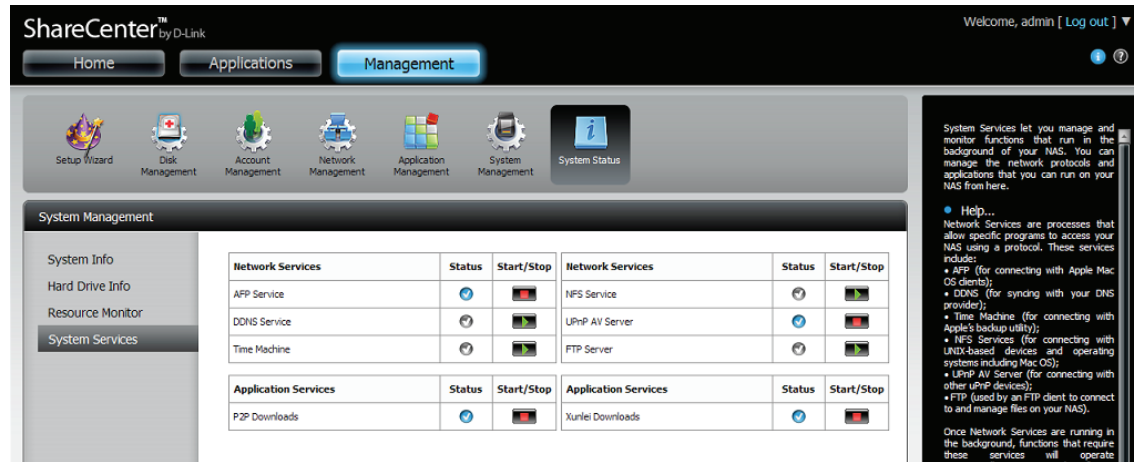 ShareCenter™ by D-Link
Welcome, admin [ Log out ] ▼
Home
Applications
Management
Setup Wizard
Disk
Management
Account
Management
Network
Management
Application
Management
System
Management
System Status
System Management
System Info
Hard Drive Info
Resource Monitor
System Services
Network Services Status Start/Stop Network Services Status Start/Stop
AFP Service NFS Service
DDNS Service UPnP AV Server
Time Machine FTP Server
Application Services Status Start/Stop Application Services Status Start/Stop
P2P Downloads Xunlei Downloads
System Services let you manage and
monitor functions that run in the
background of your NAS. You can
manage the network protocols and
applications that you can run on your
NAS from here.
● Help...
Network Services are processes that
allow specific programs to access your
NAS using a protocol. These services
include:
• AFP (for connecting with Apple Mac
OS clients);
• DDNS (for syncing with your DNS
provider);
• Time Machine (for connecting with
Apple's backup utility);
• NFS Services (for connecting with
UNIX-based devices and operating
systems including Mac OS);
• UPnP AV Server (for connecting with
other uPnP devices);
• FTP (used by an FTP client to connect
to and manage files on your NAS).
Once Network Services are running in
the background, functions that require
these services will operate